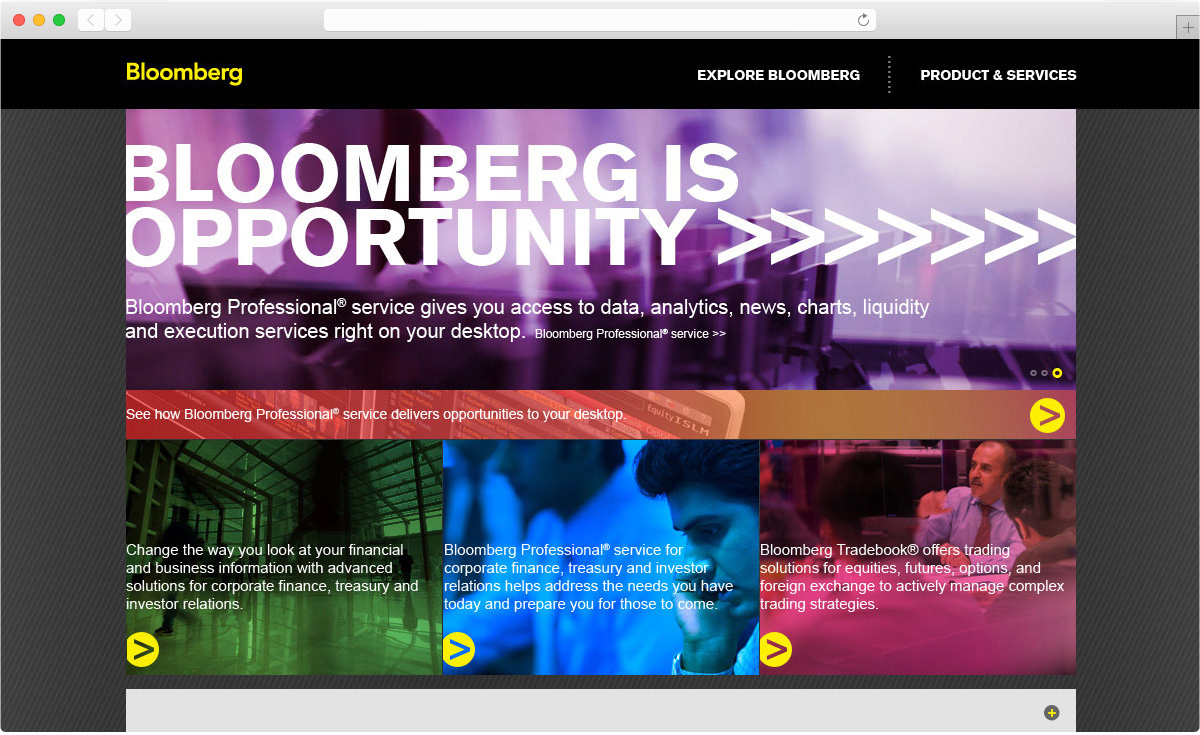 Bloomberg
EXPLORE BLOOMBERG
PRODUCT & SERVICES
BLOOMBERG IS
OPPORTUNITY >>>>>>>
Bloomberg Professional® service gives you access to data, analytics, news, charts, liquidity
and execution services right on your desktop. Bloomberg Professional® service >>
See how Bloomberg Professional® service delivers opportunities to your desktop.
EquityISLM
Change the way you look at your financial
and business information with advanced
solutions for corporate finance, treasury and
investor relations.
Bloomberg Professional® service for
corporate finance, treasury and investor
relations helps address the needs you have
today and prepare you for those to come.
Bloomberg Tradebook® offers trading
solutions for equities, futures, options, and
foreign exchange to actively manage complex
trading strategies.